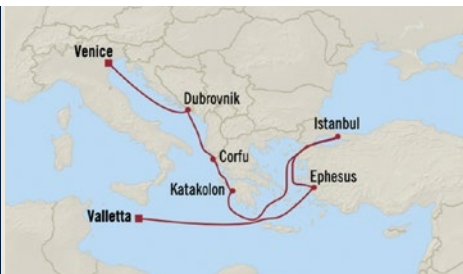 Venice
Dubrovnik
Istanbul
Corfu
Ephesus
Katakolon
Valletta